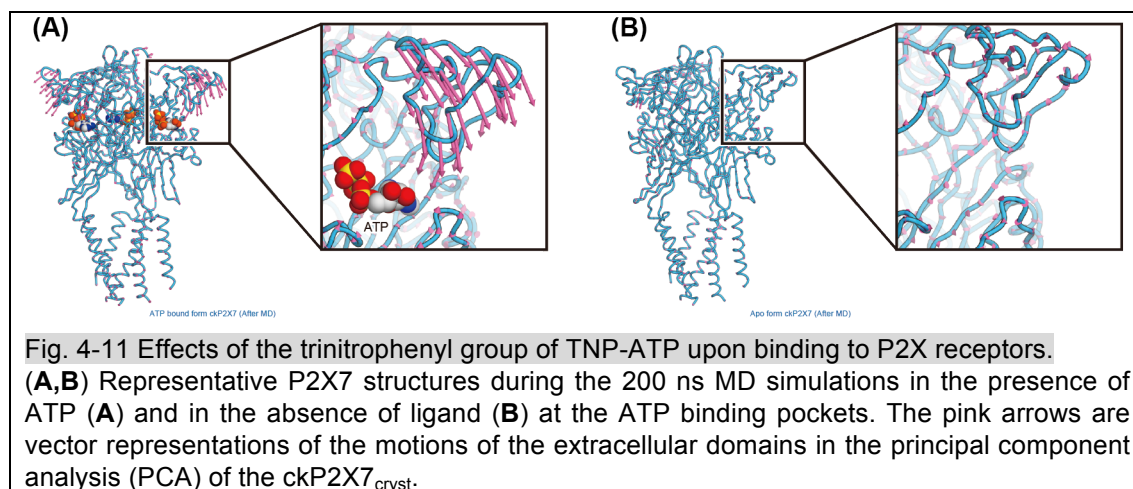 (A)
(B)
ATP
ATP bound form ckP2X7 (After MD)
Apo form ckP2X7 (After MD)
Fig. 4-11 Effects of the trinitrophenyl group of TNP-ATP upon binding to P2X receptors.
(A,B) Representative P2X7 structures during the 200 ns MD simulations in the presence of
ATP (A) and in the absence of ligand (B) at the ATP binding pockets. The pink arrows are
vector representations of the motions of the extracellular domains in the principal component
analysis (PCA) of the ckP2X7cryst.